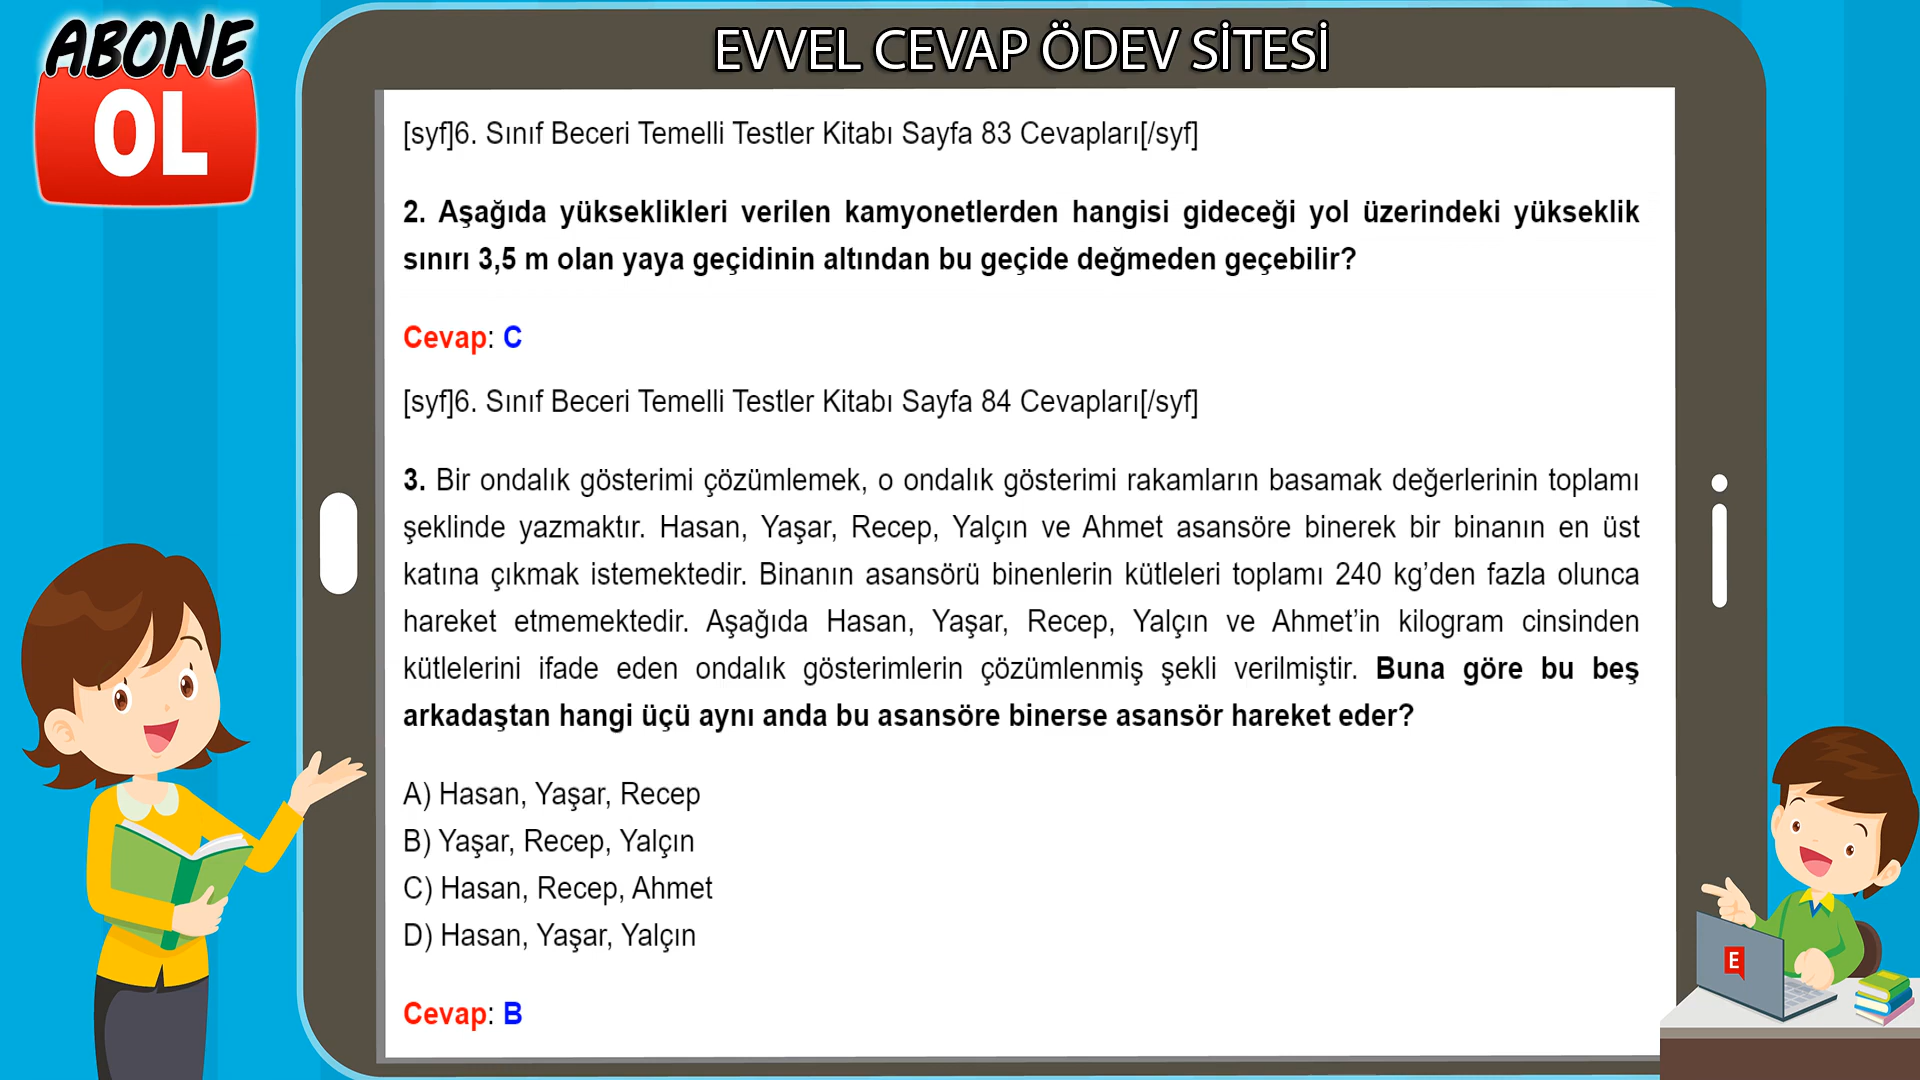 ABONE
OL
EVVEL CEVAP ÖDEV SİTESİ
[syf]6. Sınıf Beceri Temelli Testler Kitabı Sayfa 83 Cevapları[/syf]
2. Aşağıda yükseklikleri verilen kamyonetlerden hangisi gideceği yol üzerindeki yükseklik
sınırı 3,5 m olan yaya geçidinin altından bu geçide değmeden geçebilir?
Cevap: C
[syf]6. Sınıf Beceri Temelli Testler Kitabı Sayfa 84 Cevapları[/syf]
3. Bir ondalık gösterimi çözümlemek, o ondalık gösterimi rakamların basamak değerlerinin toplamı
şeklinde yazmaktır. Hasan, Yaşar, Recep, Yalçın ve Ahmet asansöre binerek bir binanın en üst
katına çıkmak istemektedir. Binanın asansörü binenlerin kütleleri toplamı 240 kg’den fazla olunca
hareket etmemektedir. Aşağıda Hasan, Yaşar, Recep, Yalçın ve Ahmet’in kilogram cinsinden
kütlelerini ifade eden ondalık gösterimlerin çözümlenmiş şekli verilmiştir. Buna göre bu beş
arkadaştan hangi üçü aynı anda bu asansöre binerse asansör hareket eder?
A) Hasan, Yaşar, Recep
B) Yaşar, Recep, Yalçın
C) Hasan, Recep, Ahmet
D) Hasan, Yaşar, Yalçın
Cevap: B
E